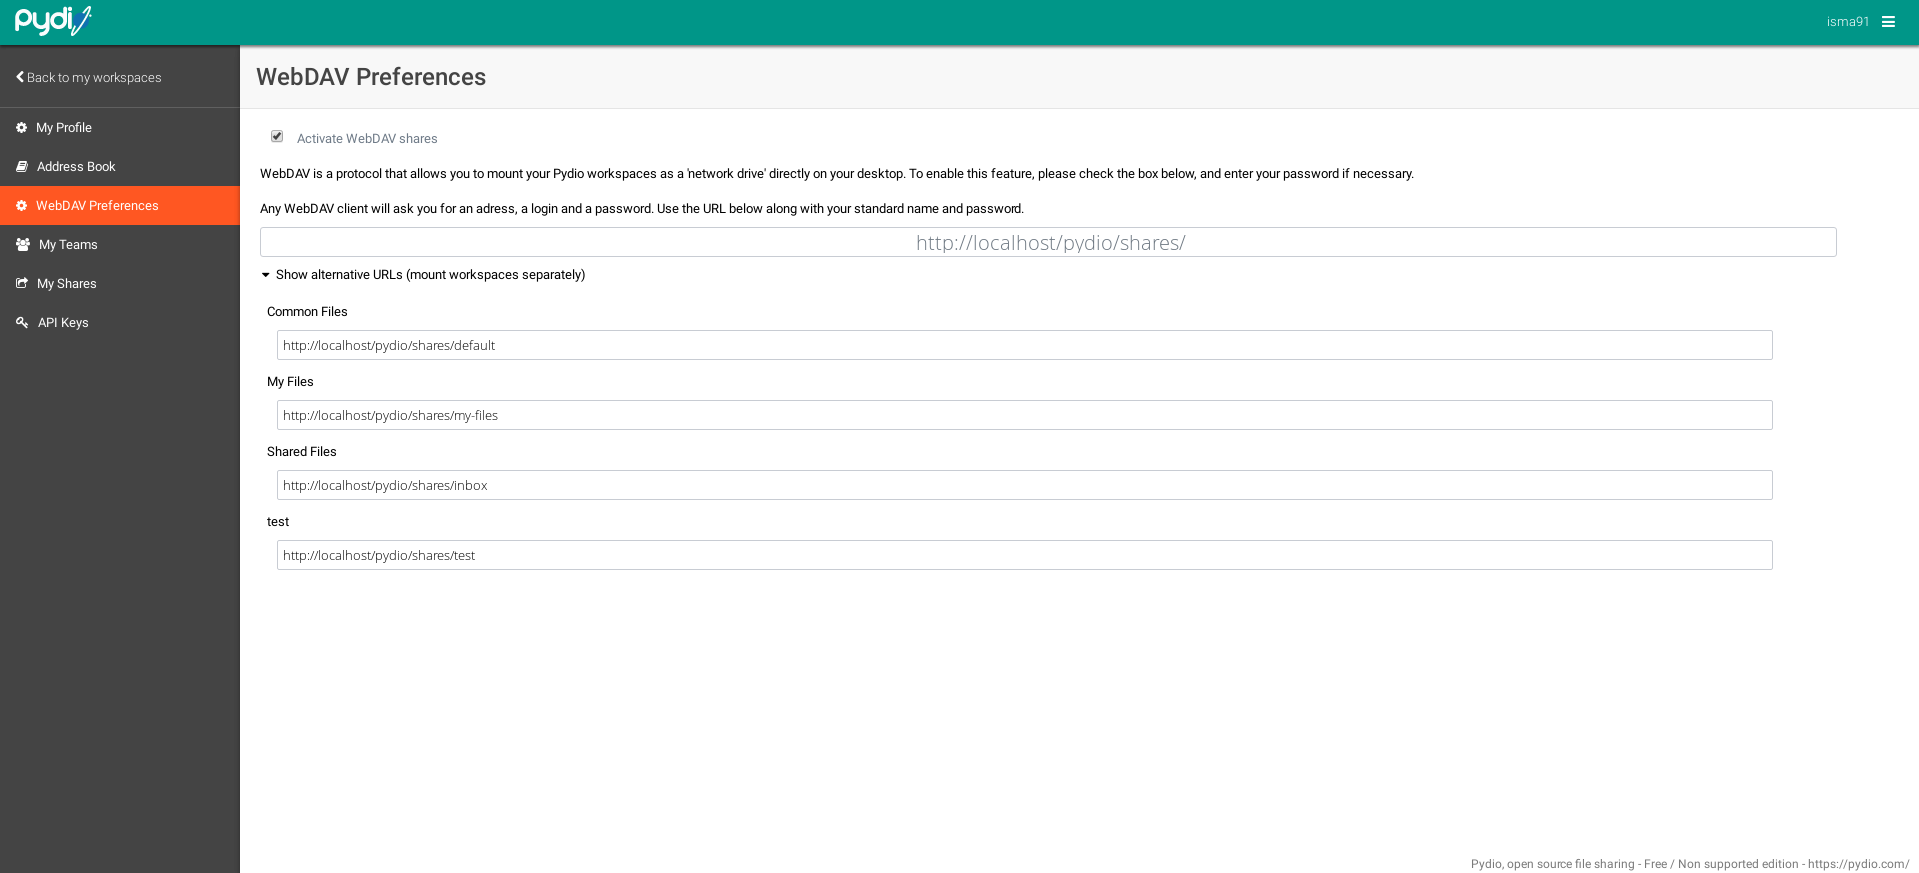 pydio
isma91
Back to my workspaces
My Profile
Address Book
WebDAV Preferences
My Teams
My Shares
API Keys
WebDAV Preferences
Activate WebDAV shares
WebDAV is a protocol that allows you to mount your Pydio workspaces as a 'network drive' directly on your desktop. To enable this feature, please check the box below, and enter your password if necessary.
Any WebDAV client will ask you for an adress, a login and a password. Use the URL below along with your standard name and password.
http://localhost/pydio/shares/
Show alternative URLs (mount workspaces separately)
Common Files
http://localhost/pydio/shares/default
My Files
http://localhost/pydio/shares/my-files
Shared Files
http://localhost/pydio/shares/inbox
test
http://localhost/pydio/shares/test
Pydio, open source file sharing - Free / Non supported edition - https://pydio.com/